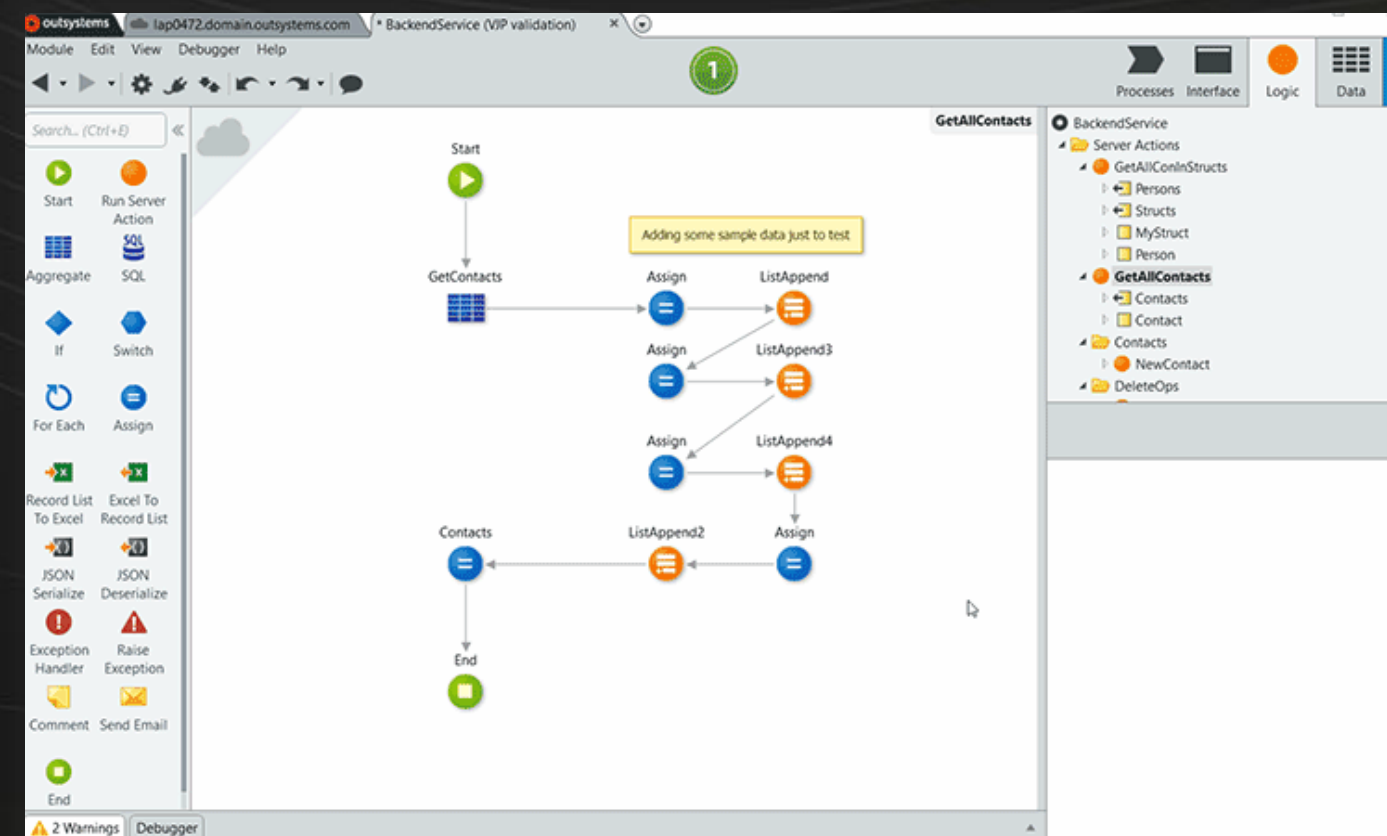 outsystems
lap0472.domain.outsystems.com
* BackendService (VIP validation)
Module Edit View Debugger Help
1
Processes Interface Logic Data
Search... (Ctrl+E)
Start
Run Server
Action
Aggregate
SQL
If
Switch
For Each
Assign
Record List
To Excel
Excel To
Record List
JSON
Serialize
JSON
Deserialize
Exception
Handler
Raise
Exception
Comment
Send Email
End
GetAllContacts
Start
Adding some sample data just to test
GetContacts
Assign
ListAppend
Assign
ListAppend3
Assign
ListAppend4
Contacts
ListAppend2
Assign
End
BackendService
Server Actions
GetAllConInStructs
Persons
Structs
MyStruct
Person
GetAllContacts
Contacts
Contact
Contacts
NewContact
DeleteOps
2 Warnings
Debugger